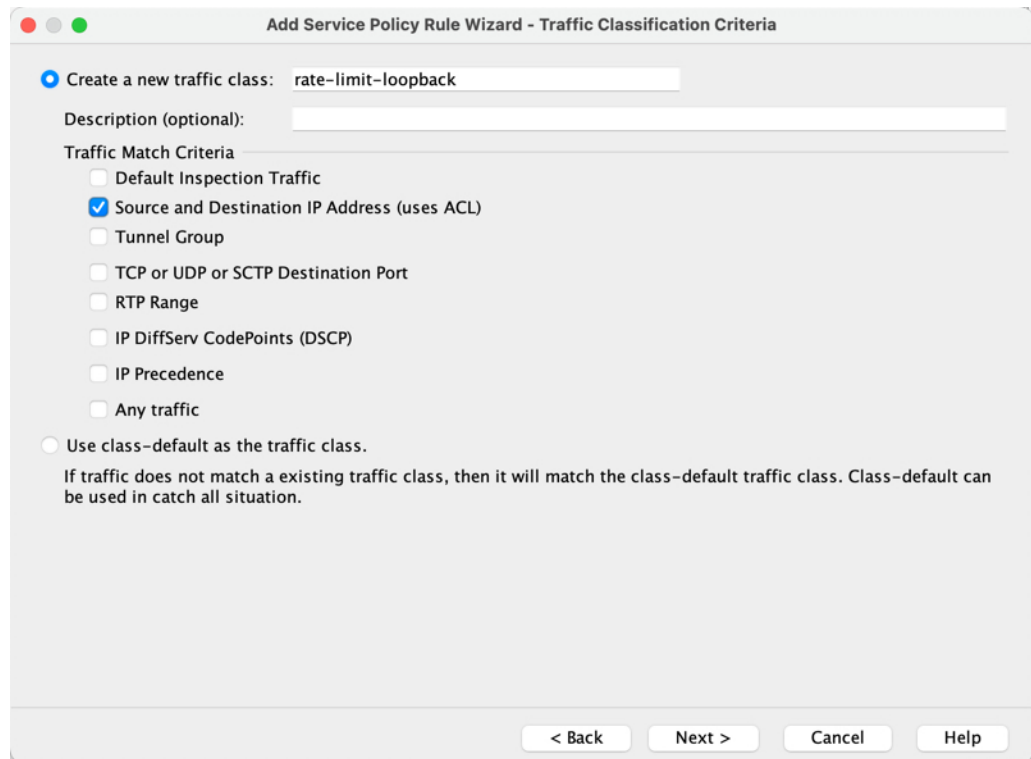 Add Service Policy Rule Wizard - Traffic Classification Criteria
Create a new traffic class: rate-limit-loopback
Description (optional):
Traffic Match Criteria
Default Inspection Traffic
Source and Destination IP Address (uses ACL)
Tunnel Group
TCP or UDP or SCTP Destination Port
RTP Range
IP DiffServ CodePoints (DSCP)
IP Precedence
Any traffic
Use class-default as the traffic class.
If traffic does not match a existing traffic class, then it will match the class-default traffic class. Class-default can
be used in catch all situation.
< Back Next > Cancel Help